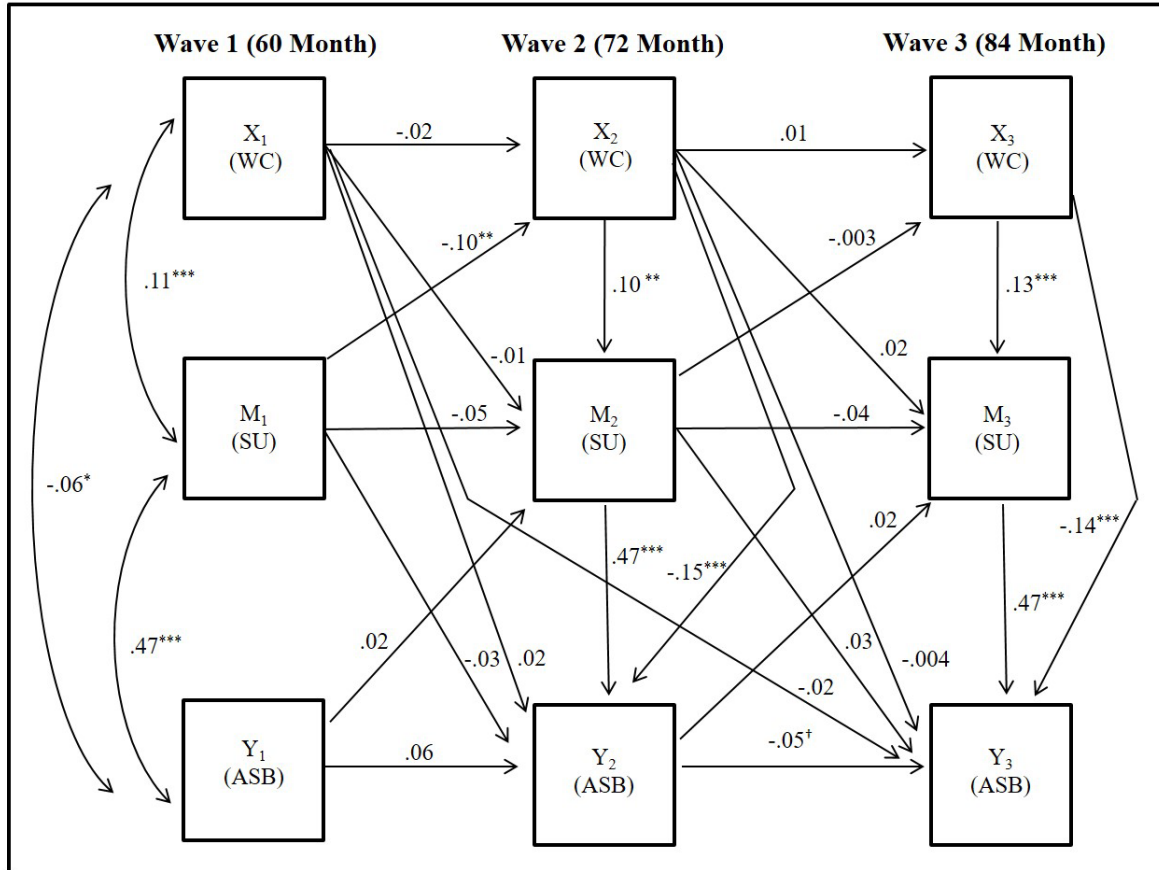 Wave 1 (60 Month) Wave 2 (72 Month) Wave 3 (84 Month)
X₁
(WC)
-.02
X₂
(WC)
.01
X₃
(WC)
-.10**
-.003
.11***
.10 **
.13***
-.01
.02
M₁
(SU)
-.05
M₂
(SU)
-.04
M₃
(SU)
-.06*
.02
-.14***
.47***
-.15***
.47***
.47***
.02
-.03
.02
.03
-.004
-.02
Y₁
(ASB)
.06
Y₂
(ASB)
-.05†
Y₃
(ASB)